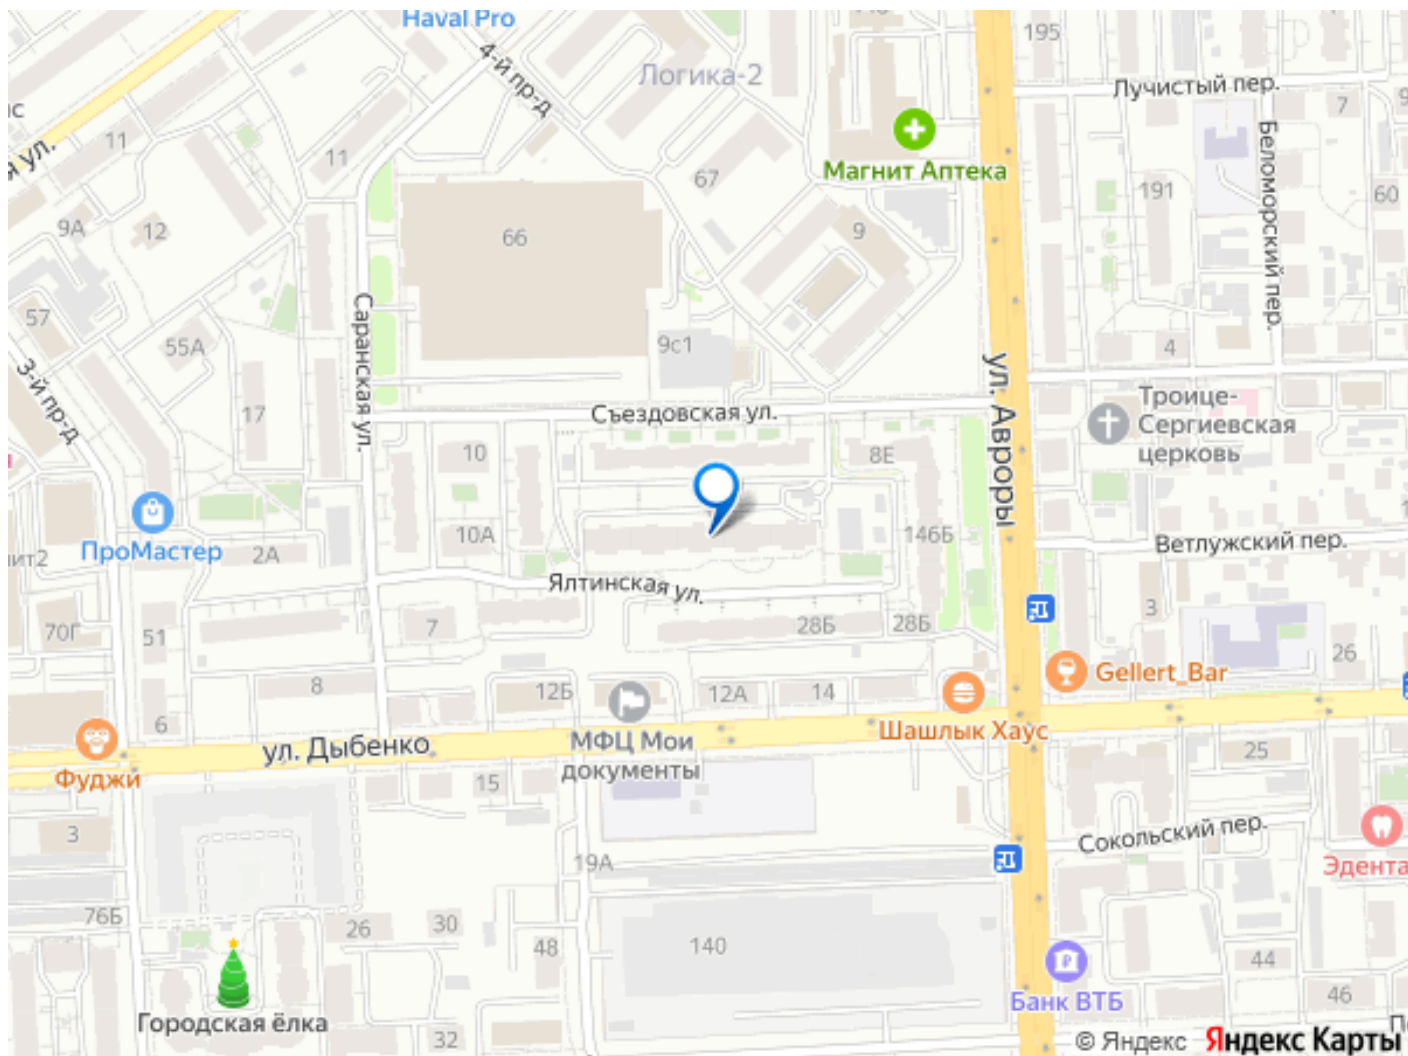 Haval Pro
4-й пр-д
Логика-2
195
Лучистый пер.
7
11
я ул.
11
Магнит Аптека
67
191
60
Беломорский пер.
9А
12
66
9
57
55А
3-й пр-д
Саранская ул.
9с1
ул. Авроры
4
17
Съездовская ул.
Троице-
Сергиевская
церковь
10
8Е
ПроМастер
2А
10А
146Б
Ветлужский пер.
Ялтинская ул.
70Г
51
7
28Б
28Б
3
26
8
12Б
12А
14
Gellert_Bar
6
ул. Дыбенко
МФЦ Мои
документы
Шашлык Хаус
25
Фуджи
15
3
19А
Сокольский пер.
Эдента
76Б
26
30
48
140
44
Банк ВТБ
46
Городская ёлка
32
© Яндекс Яндекс Карты